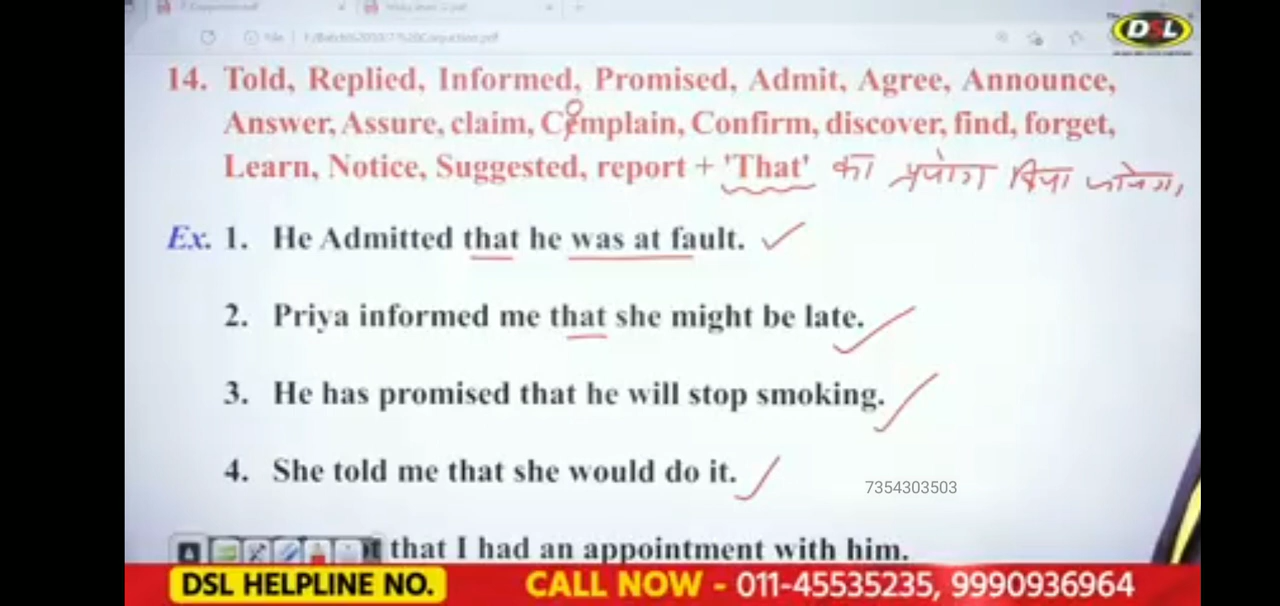 DSL
14. Told, Replied, Informed, Promised, Admit, Agree, Announce,
Answer, Assure, claim, Complain, Confirm, discover, find, forget,
Learn, Notice, Suggested, report + 'That' का प्रयोग किया जायेगा।
Ex. 1. He Admitted that he was at fault.
2. Priya informed me that she might be late.
3. He has promised that he will stop smoking.
4. She told me that she would do it.
7354303503
that I had an appointment with him.
DSL HELPLINE NO. CALL NOW - 011-45535235, 9990936964